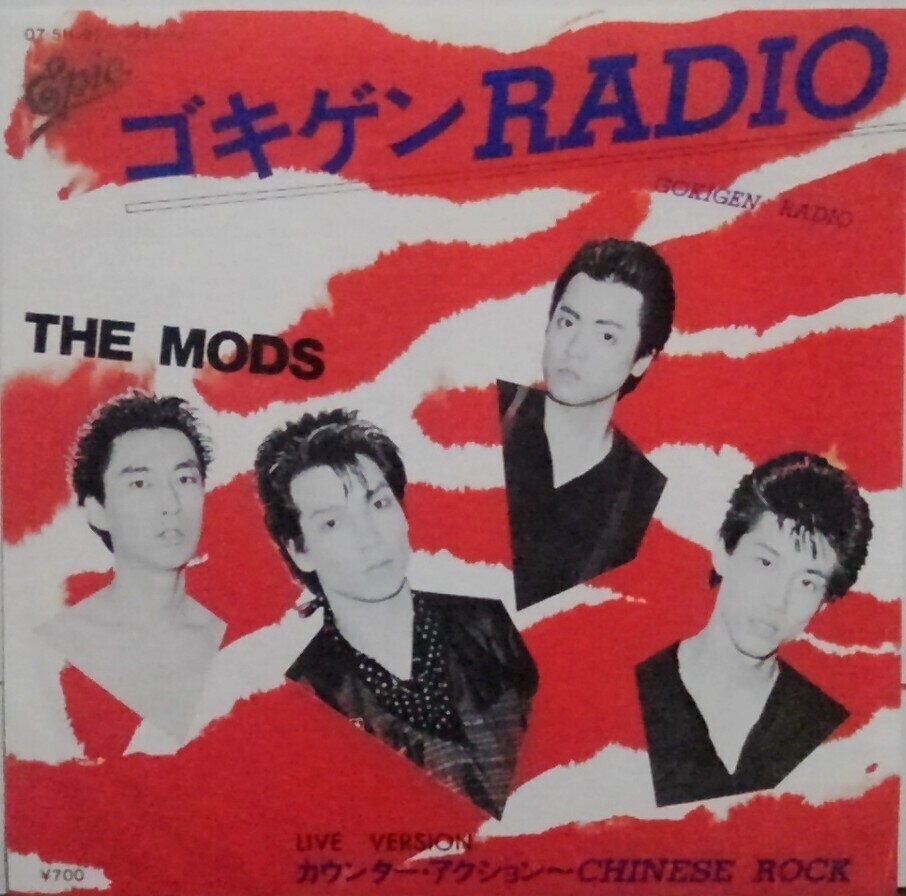 Epic
ゴキゲンRADIO
GOKIGEN RADIO
THE MODS
LIVE VERSION
カウンター・アクション〜CHINESE ROCK
¥700